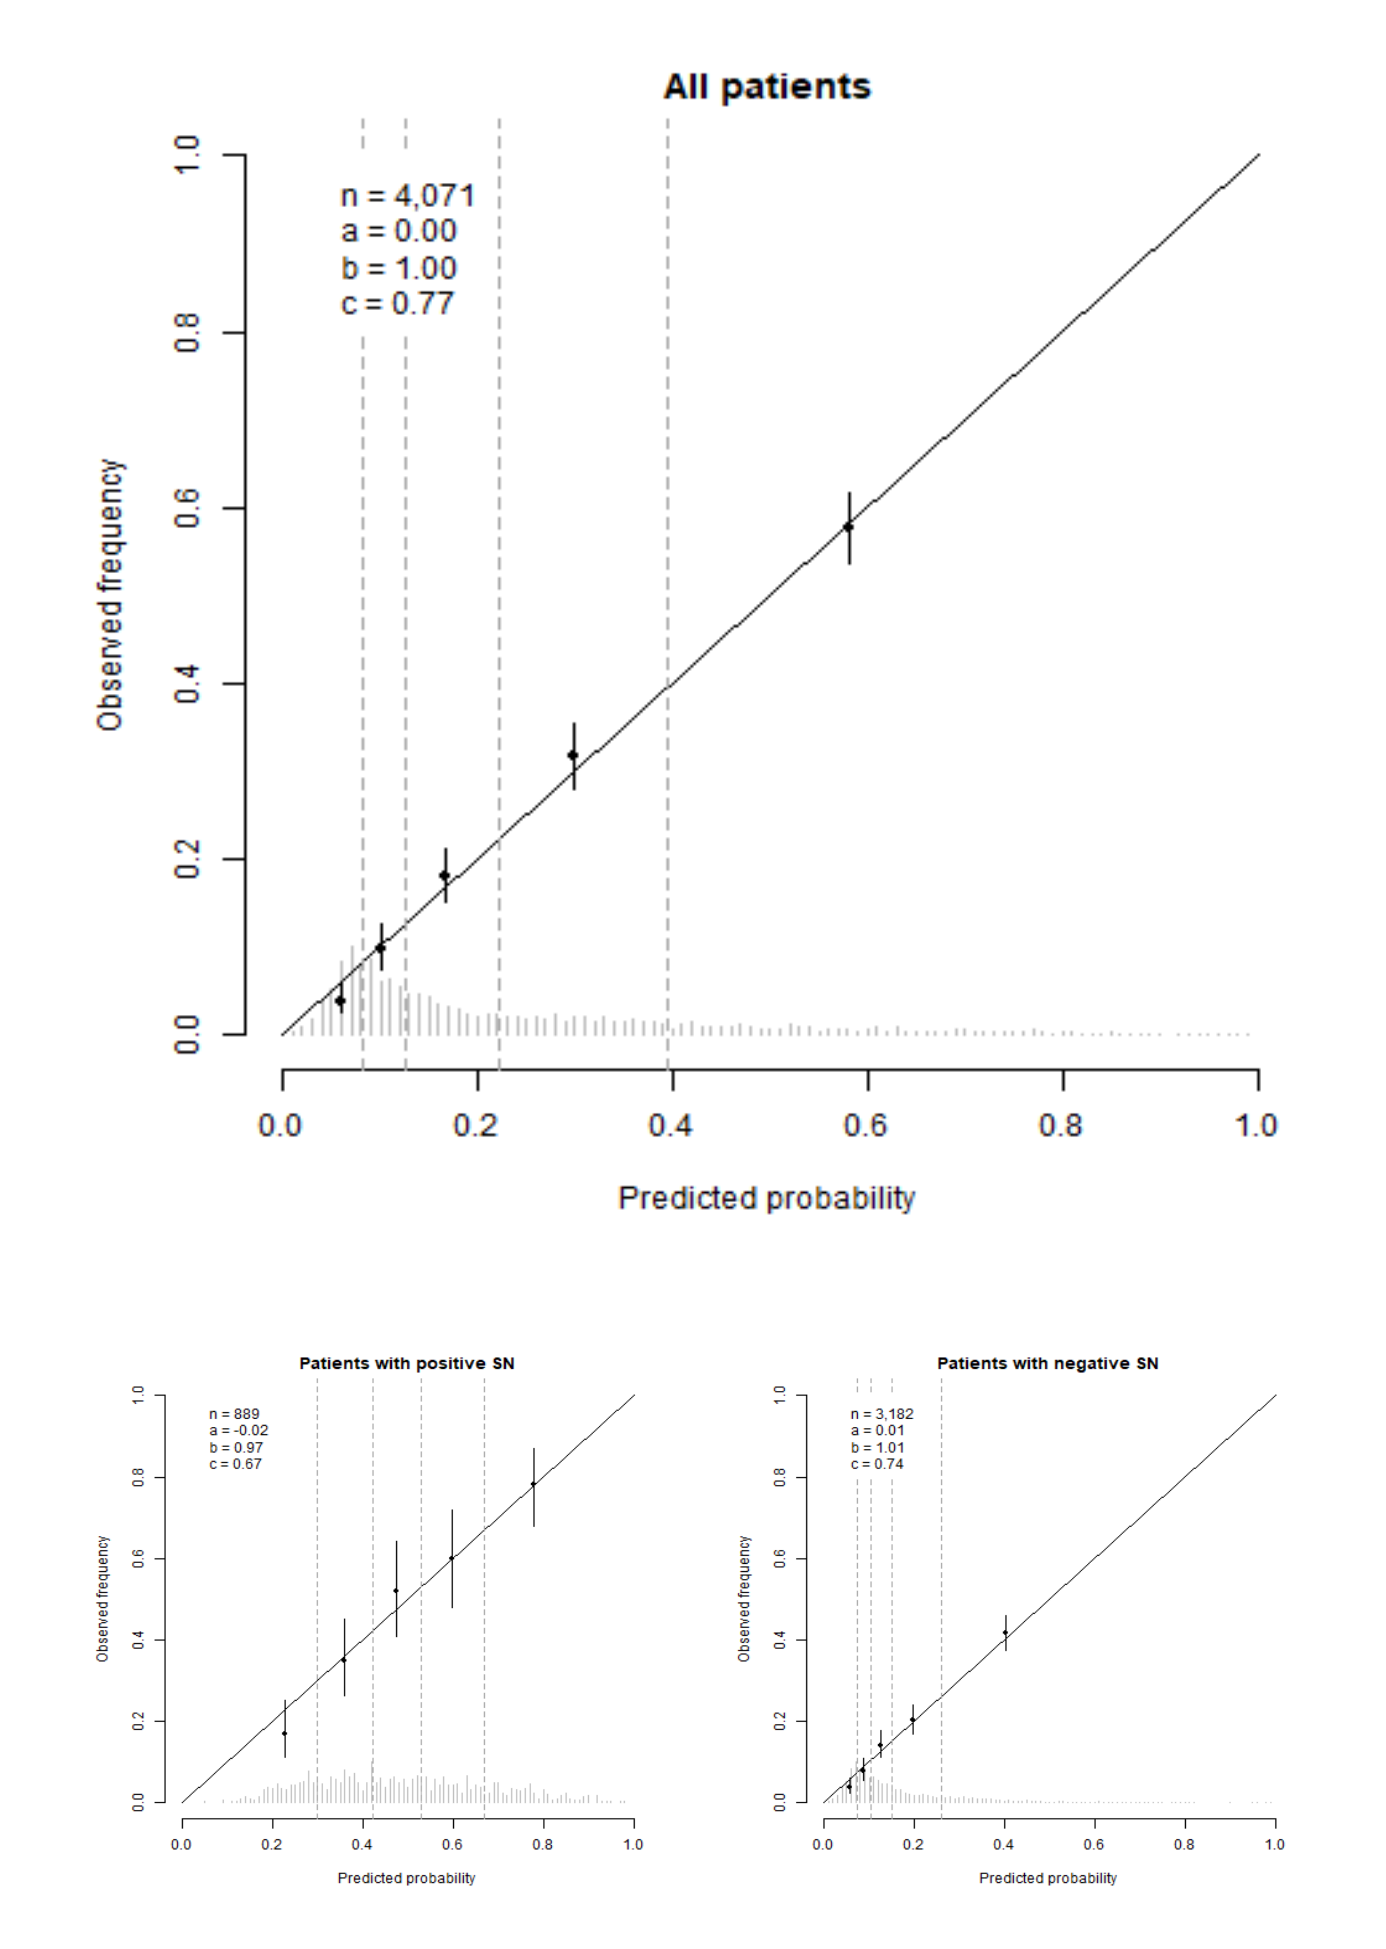 All patients
n = 4,071
a = 0.00
b = 1.00
c = 0.77
Observed frequency
1.0
0.8
0.6
0.4
0.2
0.0
0.0 0.2 0.4 0.6 0.8 1.0
Predicted probability
Patients with positive SN
n = 889
a = -0.02
b = 0.97
c = 0.67
Observed frequency
1.0
0.8
0.6
0.4
0.2
0.0
0.0 0.2 0.4 0.6 0.8 1.0
Predicted probability
Patients with negative SN
n = 3,182
a = 0.01
b = 1.01
c = 0.74
Observed frequency
1.0
0.8
0.6
0.4
0.2
0.0
0.0 0.2 0.4 0.6 0.8 1.0
Predicted probability